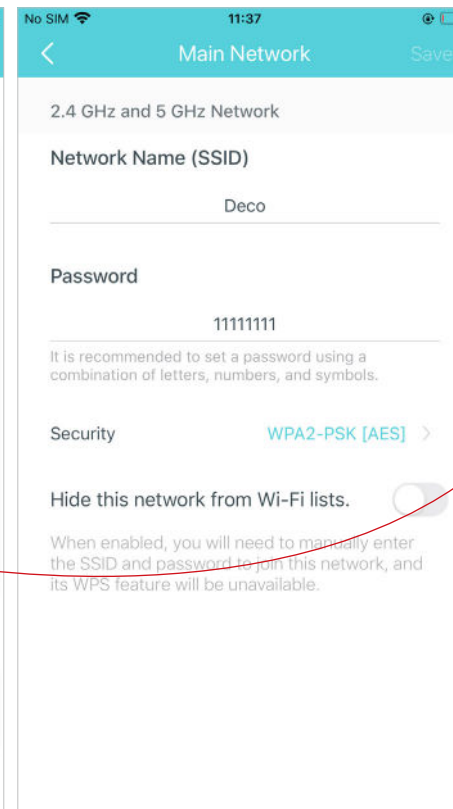 No SIM 11:37
Main Network Save
2.4 GHz and 5 GHz Network
Network Name (SSID)
Deco
Password
11111111
It is recommended to set a password using a
combination of letters, numbers, and symbols.
Security WPA2-PSK [AES]
Hide this network from Wi-Fi lists.
When enabled, you will need to manually enter
the SSID and password to join this network, and
its WPS feature will be unavailable.